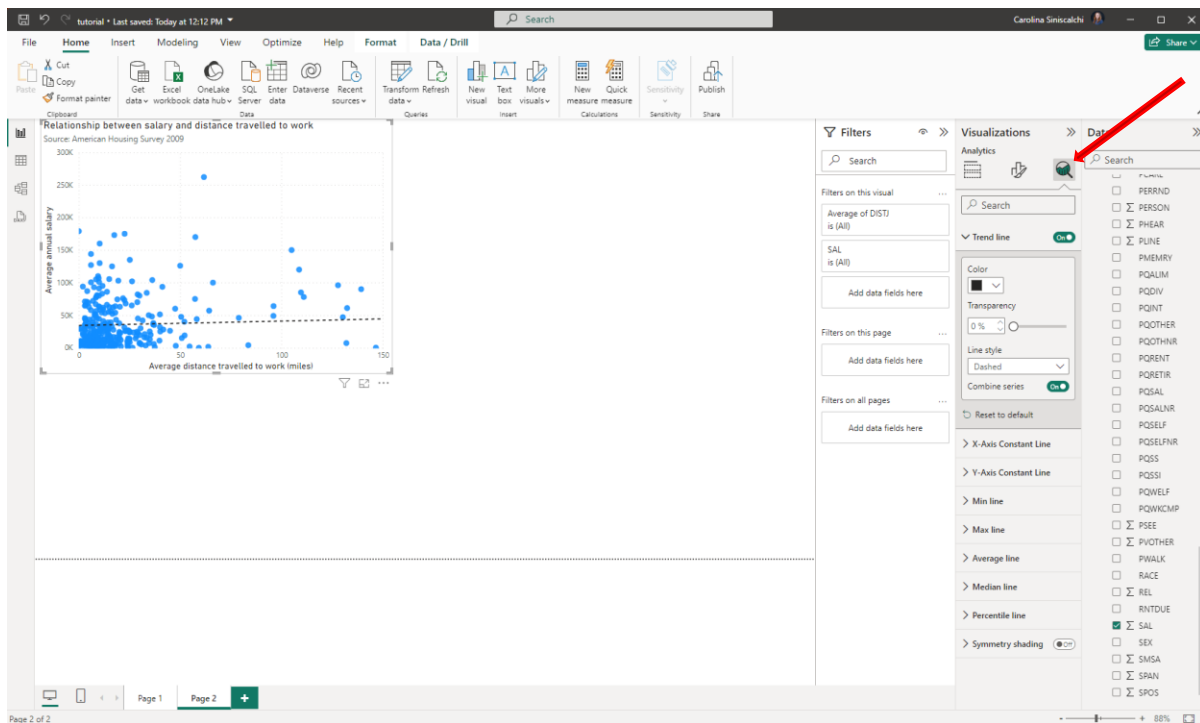 tutorial • Last saved: Today at 12:12 PM
Search
Carolina Siniscalchi
File Home Insert Modeling View Optimize Help Format Data / Drill
Share
Paste
Cut
Copy
Format painter
Clipboard
Get data
Excel workbook
OneLake data hub
SQL Server
Enter data
Dataverse
Recent sources
Data
Transform data
Refresh
Queries
New visual
Text box
More visuals
Insert
New measure
Quick measure
Calculations
Sensitivity
Sensitivity
Publish
Share
Relationship between salary and distance travelled to work
Source: American Housing Survey 2009
300K
250K
200K
150K
100K
50K
0K
Average annual salary
0 50 100 150
Average distance travelled to work (miles)
Filters
Search
Filters on this visual
Average of DISTJ
is (All)
SAL
is (All)
Add data fields here
Filters on this page
Add data fields here
Filters on all pages
Add data fields here
Visualizations
Analytics
Search
Trend line On
Color
Transparency
0 %
Line style
Dashed
Combine series On
Reset to default
X-Axis Constant Line
Y-Axis Constant Line
Min line
Max line
Average line
Median line
Percentile line
Symmetry shading Off
Search
PERRND
PERSON
PHEAR
PLINE
PMEMRY
PQALIM
PQDIV
PQINT
PQOTHER
PQOTHNR
PQRENT
PQRETIR
PQSAL
PQSALNR
PQSELF
PQSELFNR
PQSS
PQSSI
PQWELF
PQWKCMP
PSEE
PVOTHER
PWALK
RACE
REL
RNTDUE
SAL
SEX
SMSA
SPAN
SPOS
Page 1
Page 2
Page 2 of 2
88%